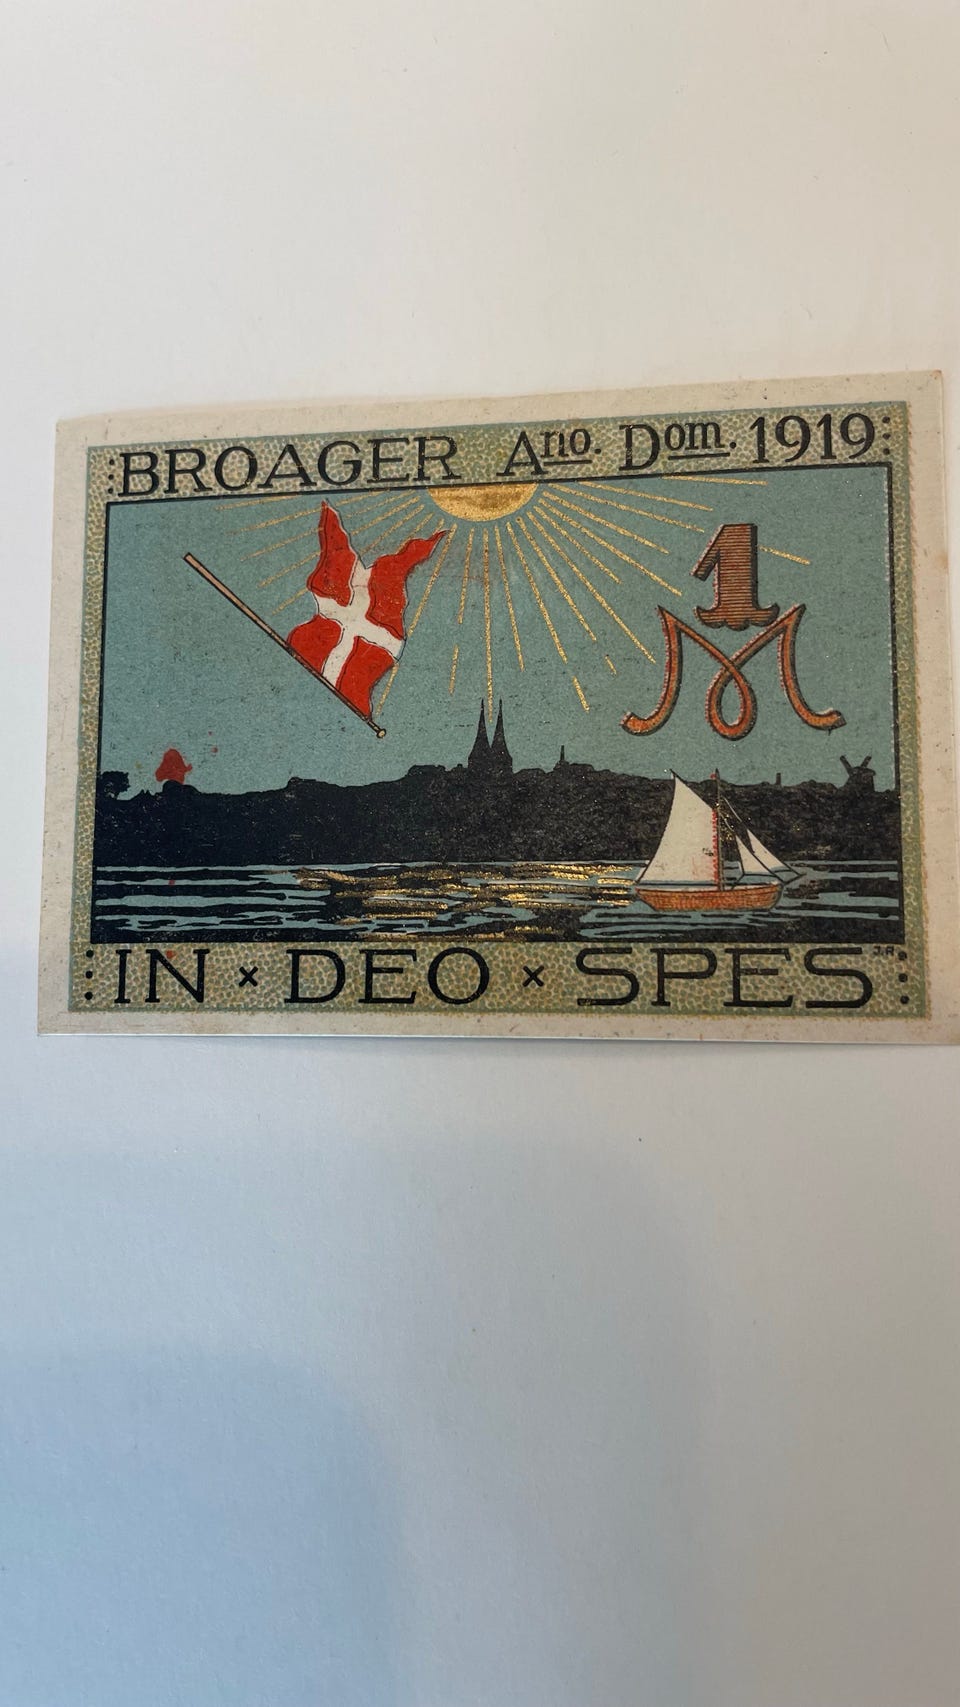 :BROAGER Ano. Dom. 1919:
1
M
J.R.
:IN × DEO × SPES: